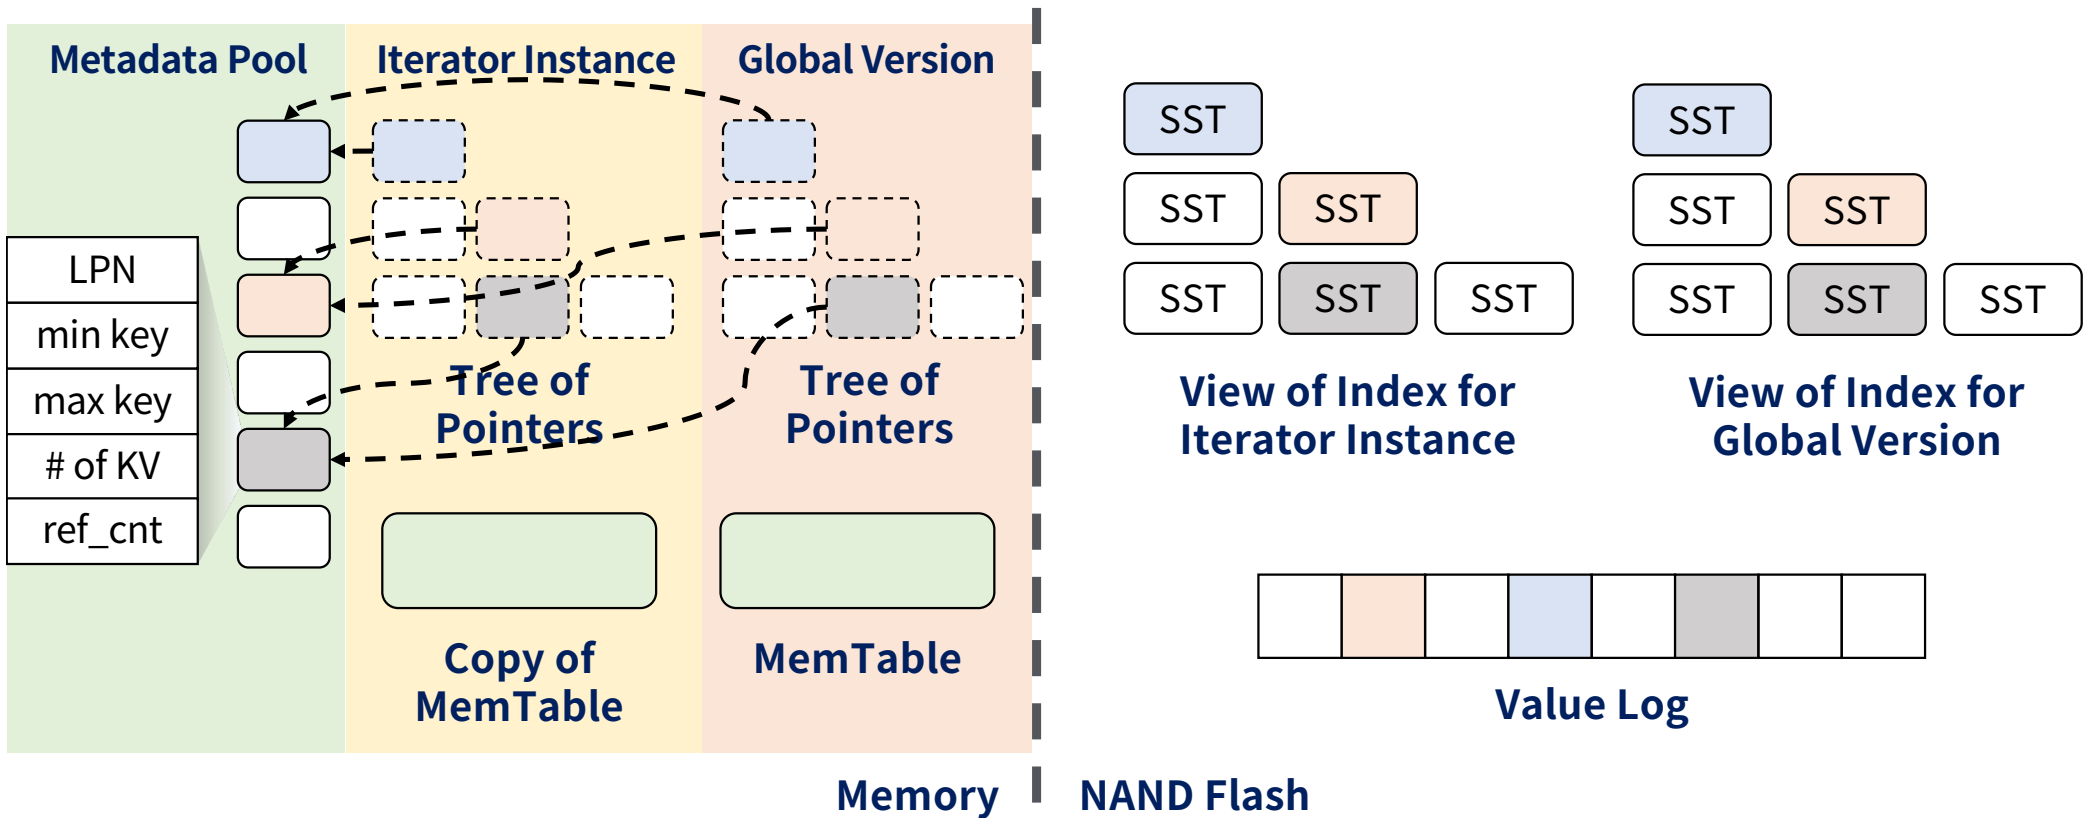 Metadata Pool
Iterator Instance
Global Version
LPN
min key
max key
# of KV
ref_cnt
Tree of
Pointers
Tree of
Pointers
Copy of
MemTable
MemTable
Memory
SST
SST
SST
SST
SST
SST
View of Index for
Iterator Instance
SST
SST
SST
SST
SST
SST
View of Index for
Global Version
Value Log
NAND Flash